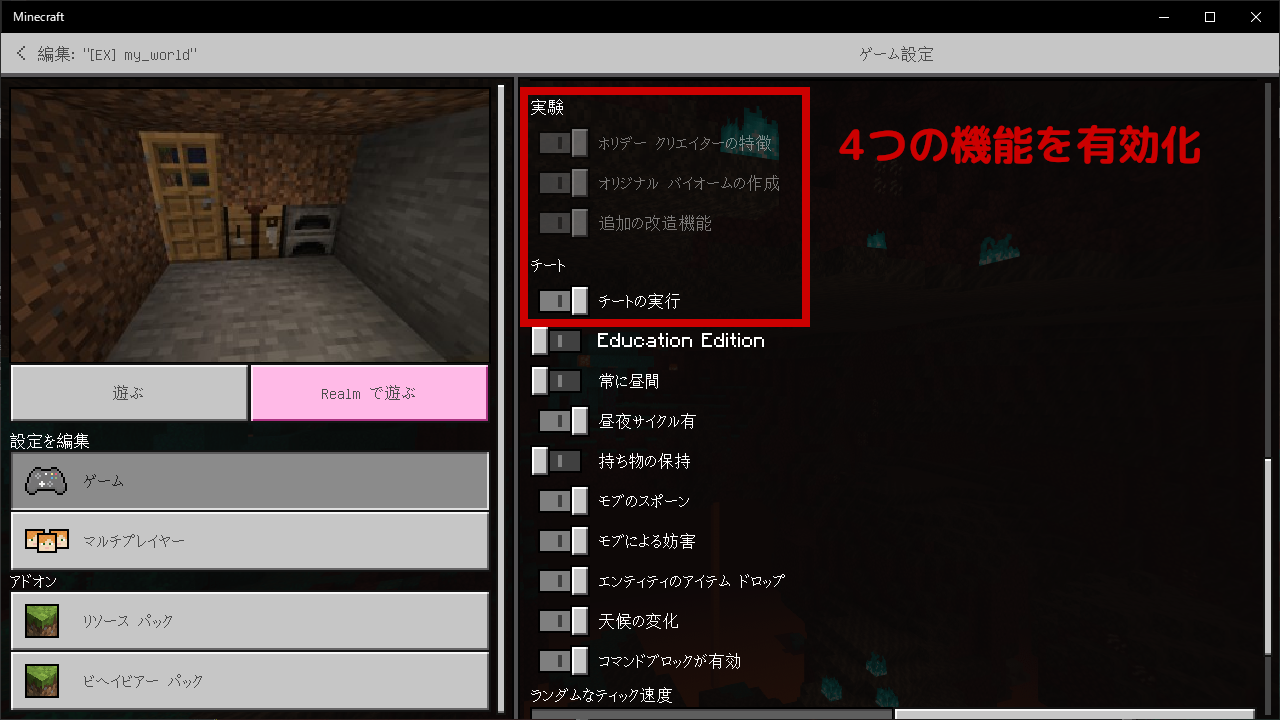 Minecraft
編集: "[EX] my_world"
ゲーム設定
遊ぶ
Realm で遊ぶ
設定を編集
ゲーム
マルチプレイヤー
アドオン
リソース パック
ビヘイビアー パック
実験
ホリデー クリエイターの特徴
オリジナル バイオームの作成
追加の改造機能
チート
チートの実行
4つの機能を有効化
Education Edition
常に昼間
昼夜サイクル有
持ち物の保持
モブのスポーン
モブによる妨害
エンティティのアイテム ドロップ
天候の変化
コマンドブロックが有効
ランダムなティック速度